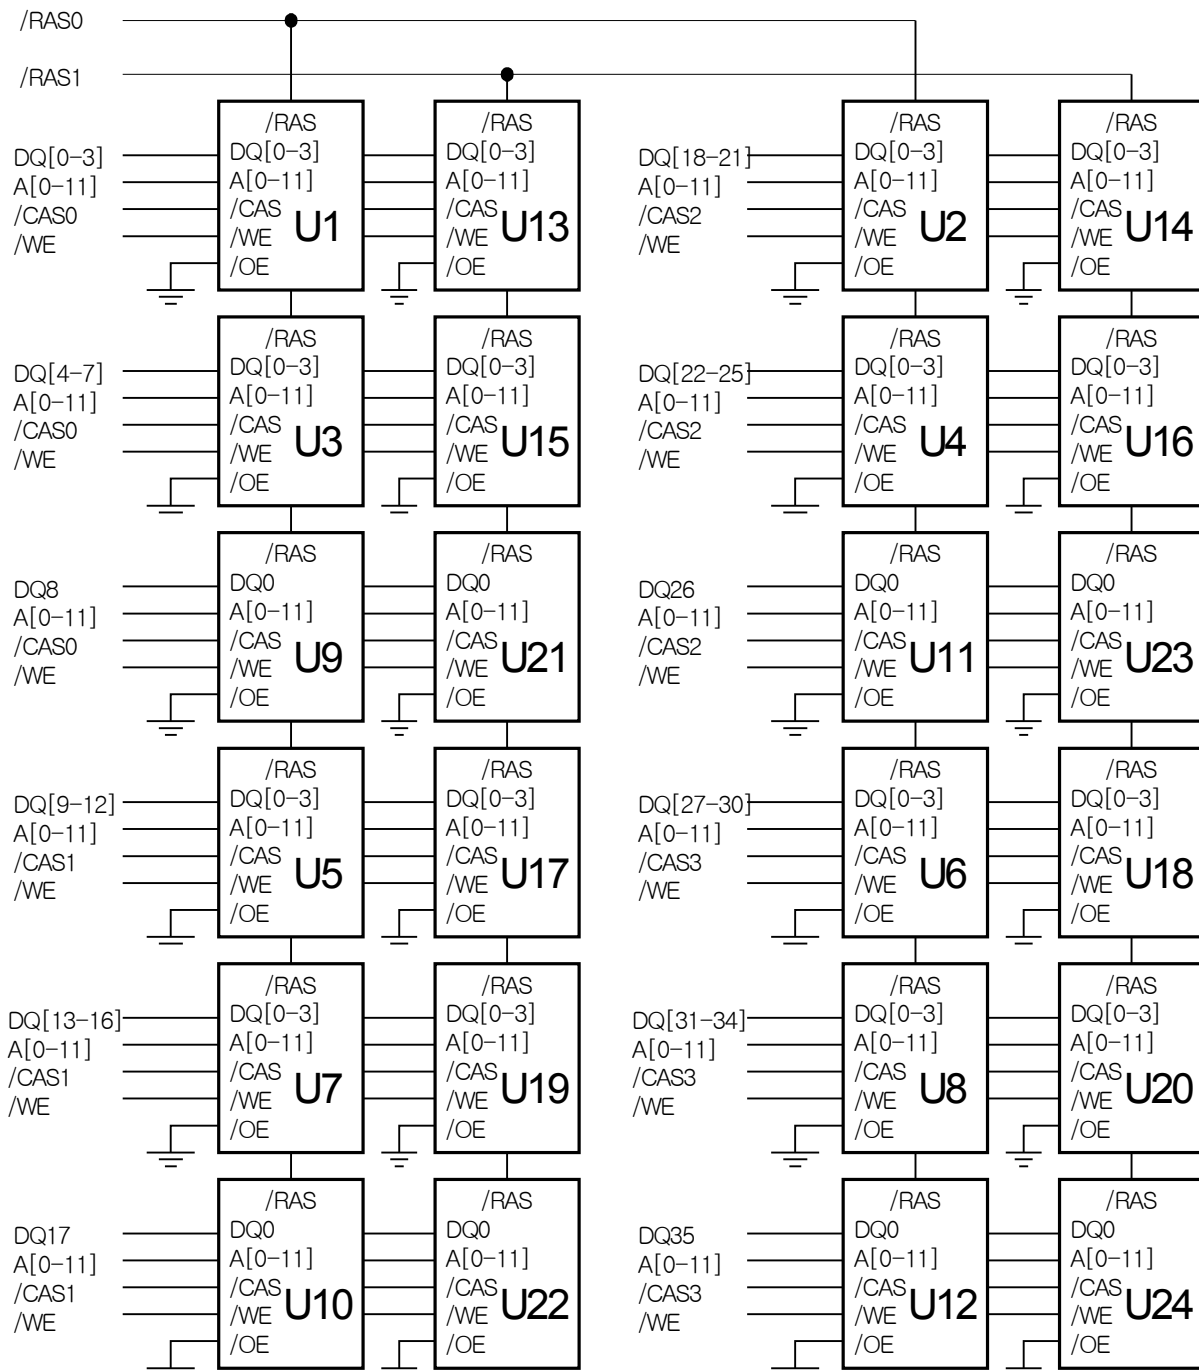 /RAS0
/RAS1
/RAS /RAS /RAS /RAS
DQ[0-3] DQ[0-3] DQ[0-3] DQ[18-21] DQ[0-3] DQ[0-3]
A[0-11] A[0-11] A[0-11] A[0-11] A[0-11] A[0-11]
/CAS0 /CAS U1 /CAS U13 /CAS2 /CAS U2 /CAS U14
/WE /WE /WE /WE /WE /WE
/OE /OE /OE /OE
/RAS /RAS /RAS /RAS
DQ[4-7] DQ[0-3] DQ[0-3] DQ[22-25] DQ[0-3] DQ[0-3]
A[0-11] A[0-11] A[0-11] A[0-11] A[0-11] A[0-11]
/CAS0 /CAS U3 /CAS U15 /CAS2 /CAS U4 /CAS U16
/WE /WE /WE /WE /WE /WE
/OE /OE /OE /OE
/RAS /RAS /RAS /RAS
DQ8 DQ0 DQ0 DQ26 DQ0 DQ0
A[0-11] A[0-11] A[0-11] A[0-11] A[0-11] A[0-11]
/CAS0 /CAS U9 /CAS U21 /CAS2 /CAS U11 /CAS U23
/WE /WE /WE /WE /WE /WE
/OE /OE /OE /OE
/RAS /RAS /RAS /RAS
DQ[9-12] DQ[0-3] DQ[0-3] DQ[27-30] DQ[0-3] DQ[0-3]
A[0-11] A[0-11] A[0-11] A[0-11] A[0-11] A[0-11]
/CAS1 /CAS U5 /CAS U17 /CAS3 /CAS U6 /CAS U18
/WE /WE /WE /WE /WE /WE
/OE /OE /OE /OE
/RAS /RAS /RAS /RAS
DQ[13-16] DQ[0-3] DQ[0-3] DQ[31-34] DQ[0-3] DQ[0-3]
A[0-11] A[0-11] A[0-11] A[0-11] A[0-11] A[0-11]
/CAS1 /CAS U7 /CAS U19 /CAS3 /CAS U8 /CAS U20
/WE /WE /WE /WE /WE /WE
/OE /OE /OE /OE
/RAS /RAS /RAS /RAS
DQ17 DQ0 DQ0 DQ35 DQ0 DQ0
A[0-11] A[0-11] A[0-11] A[0-11] A[0-11] A[0-11]
/CAS1 /CAS U10 /CAS U22 /CAS3 /CAS U12 /CAS U24
/WE /WE /WE /WE /WE /WE
/OE /OE /OE /OE